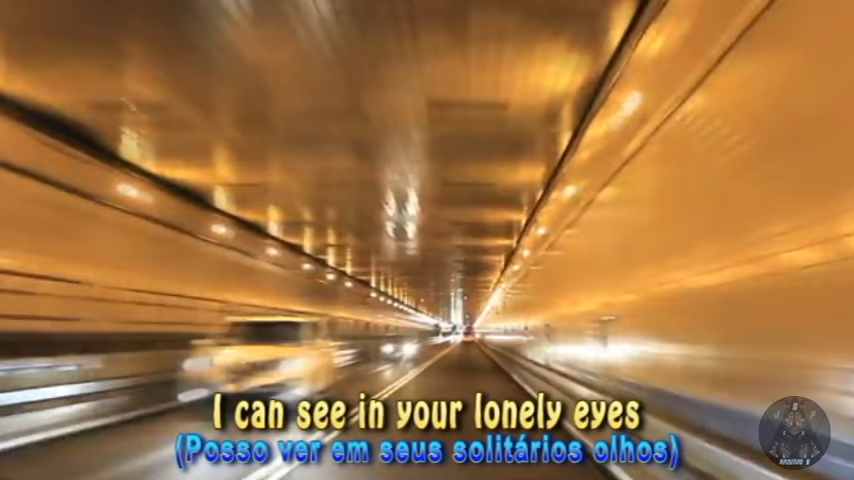 I can see in your lonely eyes
(Posso ver em seus solitários olhos)